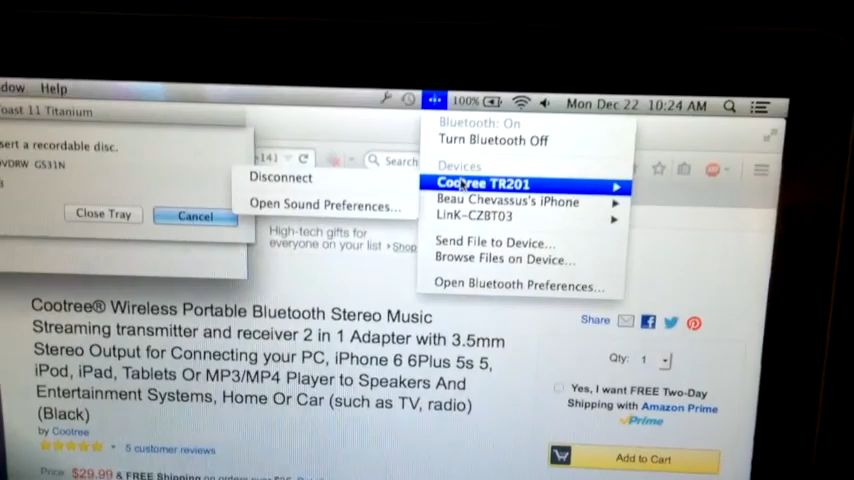 dow Help
100% Mon Dec 22 10:24 AM
oast 11 Titanium
sert a recordable disc.
VDRW GS31N
3
Close Tray
Cancel
141
Search
Bluetooth: On
Turn Bluetooth Off
Devices
Cootree TR201
Beau Chevassus's iPhone
LinK-CZBT03
Send File to Device...
Browse Files on Device...
Open Bluetooth Preferences...
Disconnect
Open Sound Preferences...
High-tech gifts for
everyone on your list ▸Shop
Cootree® Wireless Portable Bluetooth Stereo Music
Streaming transmitter and receiver 2 in 1 Adapter with 3.5mm
Stereo Output for Connecting your PC, iPhone 6 6Plus 5s 5,
iPod, iPad, Tablets Or MP3/MP4 Player to Speakers And
Entertainment Systems, Home Or Car (such as TV, radio)
(Black)
by Cootree
5 customer reviews
Price: $29.99 & FREE Shipping
Share
Qty: 1
Yes, I want FREE Two-Day
Shipping with Amazon Prime
Prime
Add to Cart